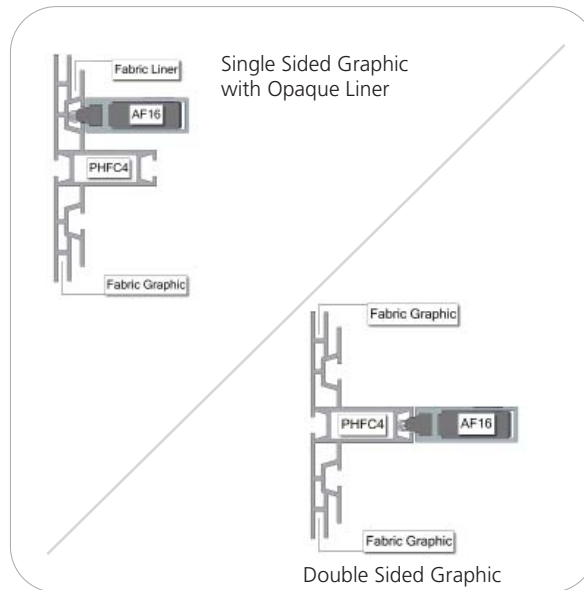 Fabric Liner
Single Sided Graphic
with Opaque Liner
AF16
PHFC4
Fabric Graphic
Fabric Graphic
PHFC4
AF16
Fabric Graphic
Double Sided Graphic